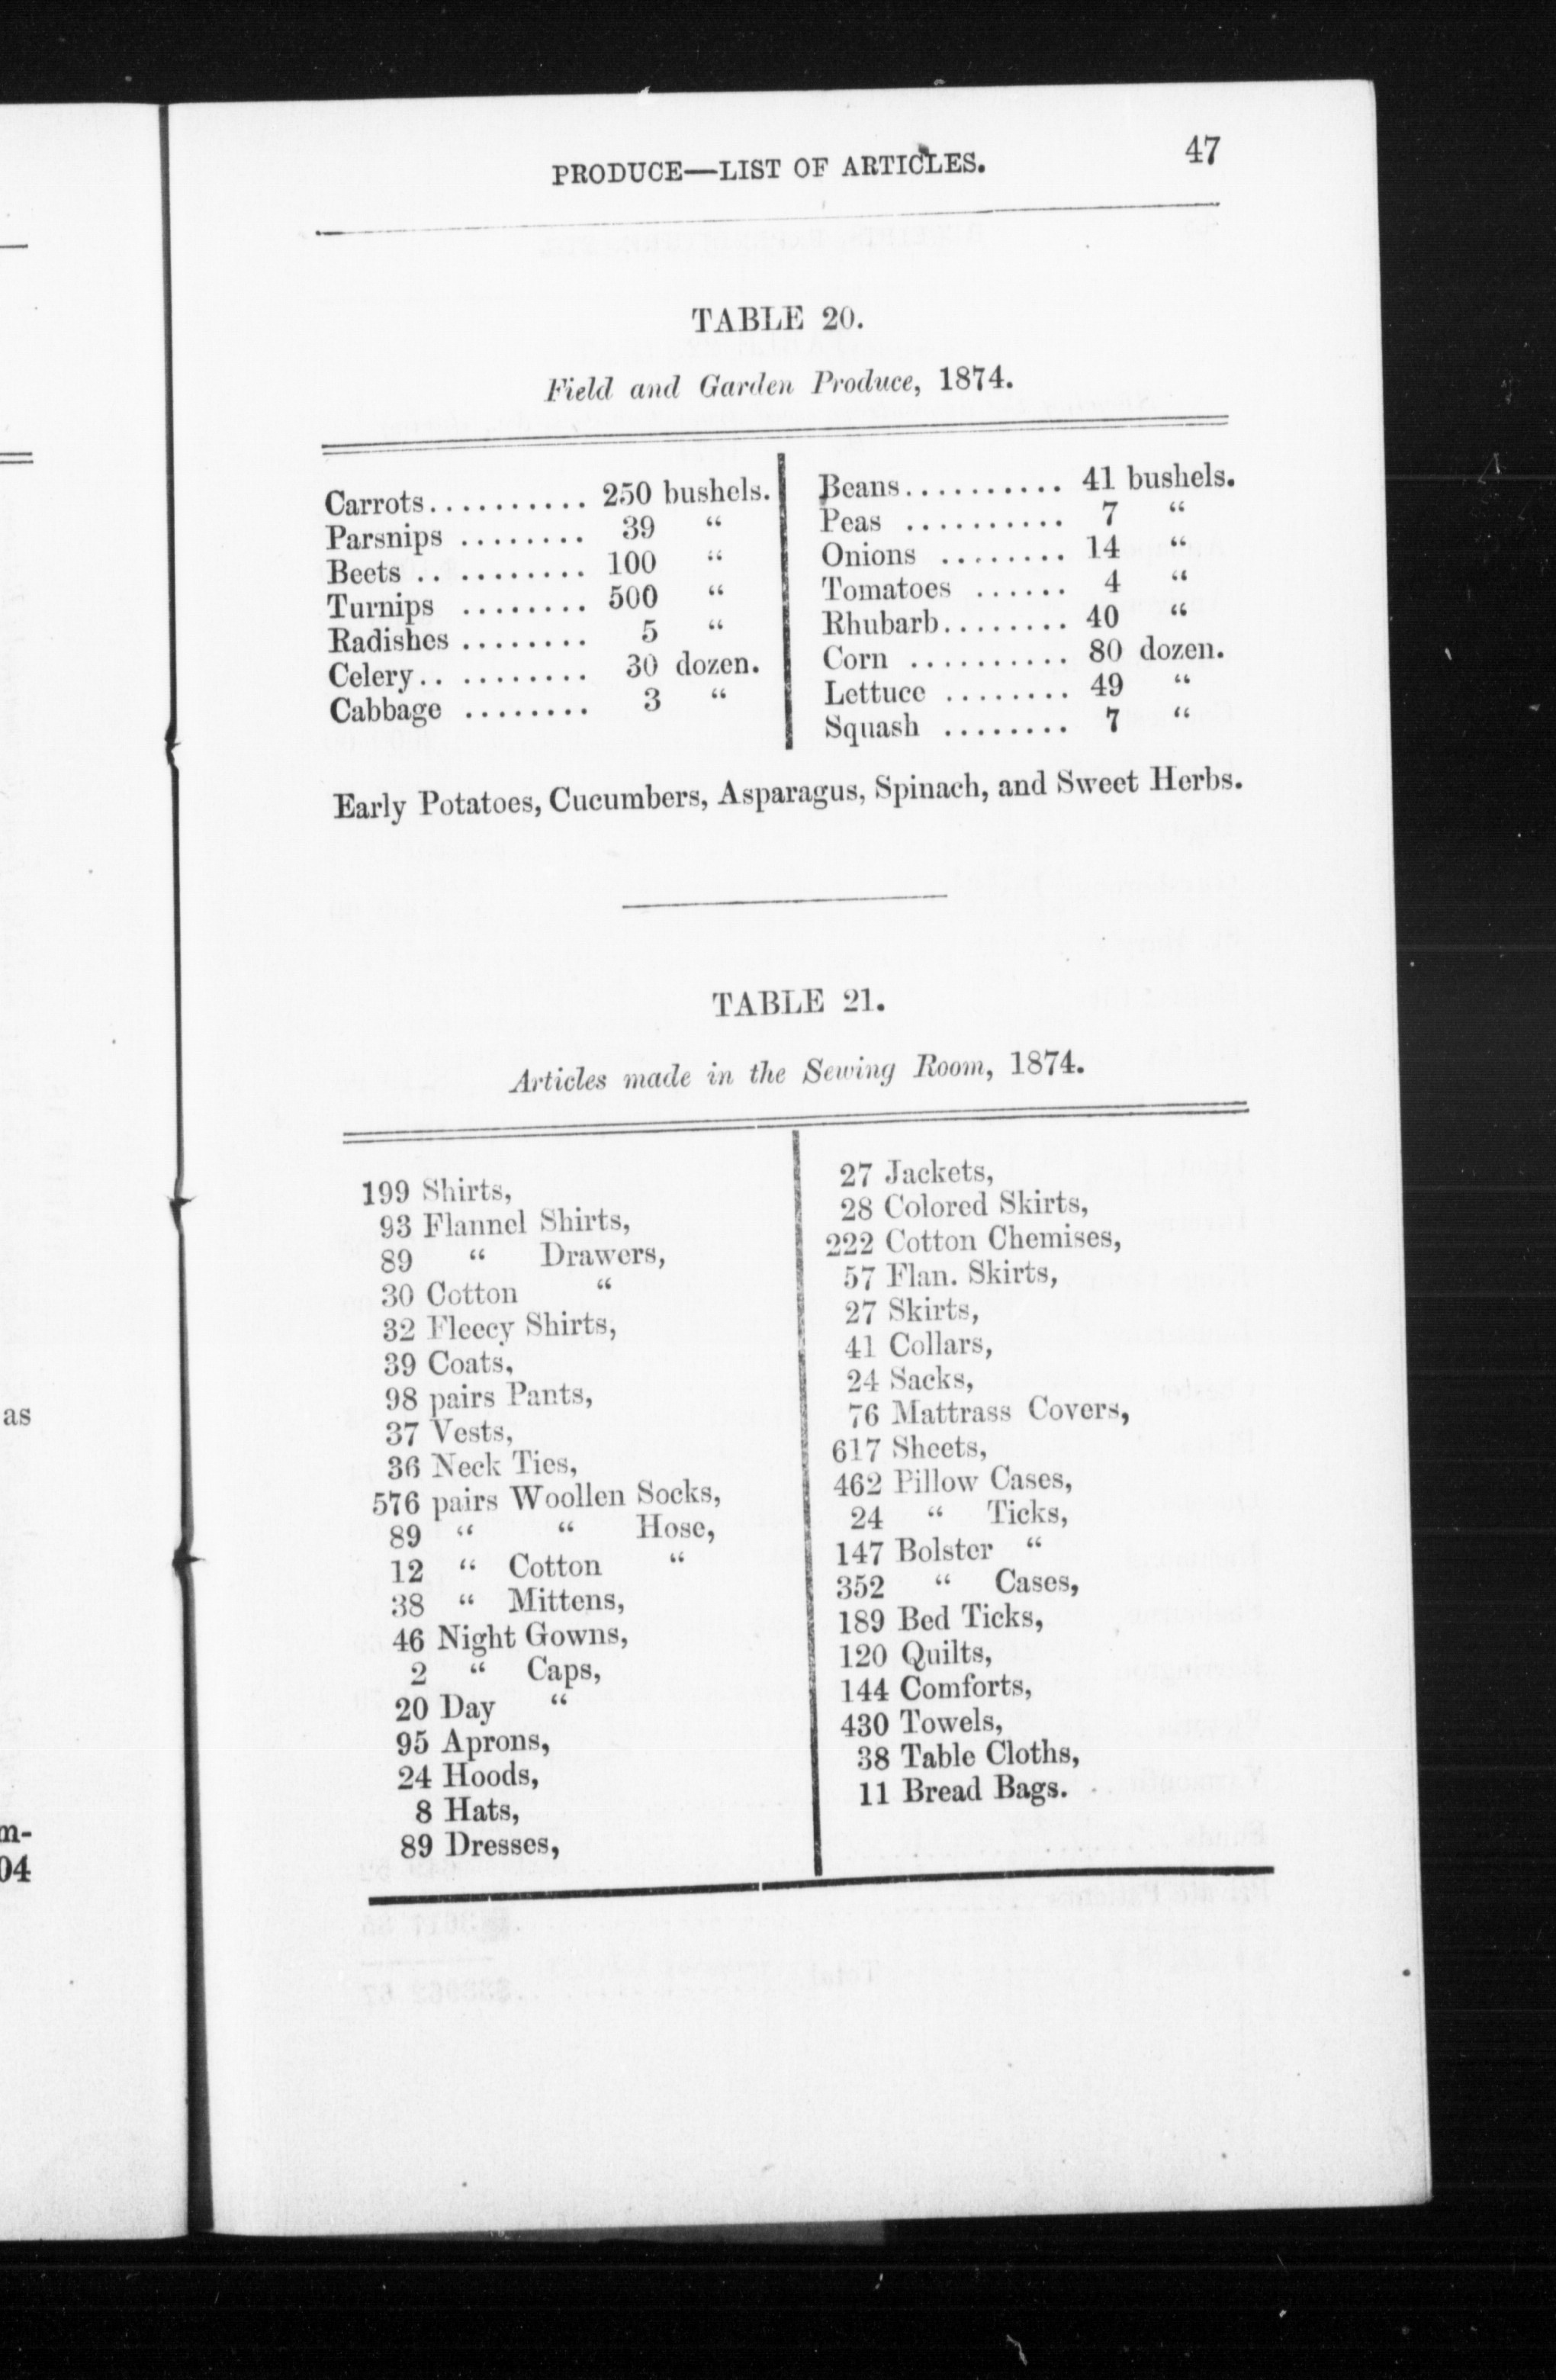 PRODUCE—LIST OF ARTICLES. 47
TABLE 20.
Field and Garden Produce, 1874.
Carrots........... 250 bushels.
Parsnips ........ 39 “
Beets .. ......... 100 “
Turnips ........ 500 “
Radishes ........ 5 “
Celery.. ......... 30 dozen.
Cabbage ........ 3 “
Beans.......... 41 bushels.
Peas .......... 7 “
Onions ........ 14 “
Tomatoes ...... 4 “
Rhubarb........ 40 “
Corn .......... 80 dozen.
Lettuce ........ 49 “
Squash ........ 7 “
Early Potatoes, Cucumbers, Asparagus, Spinach, and Sweet Herbs.
TABLE 21.
Articles made in the Sewing Room, 1874.
199 Shirts,
93 Flannel Shirts,
89 “ Drawers,
30 Cotton “
32 Fleecy Shirts,
39 Coats,
98 pairs Pants,
37 Vests,
36 Neck Ties,
576 pairs Woollen Socks,
89 “ “ Hose,
12 “ Cotton “
38 “ Mittens,
46 Night Gowns,
2 “ Caps,
20 Day “
95 Aprons,
24 Hoods,
8 Hats,
89 Dresses,
27 Jackets,
28 Colored Skirts,
222 Cotton Chemises,
57 Flan. Skirts,
27 Skirts,
41 Collars,
24 Sacks,
76 Mattrass Covers,
617 Sheets,
462 Pillow Cases,
24 “ Ticks,
147 Bolster “
352 “ Cases,
189 Bed Ticks,
120 Quilts,
144 Comforts,
430 Towels,
38 Table Cloths,
11 Bread Bags.
as
m-
04